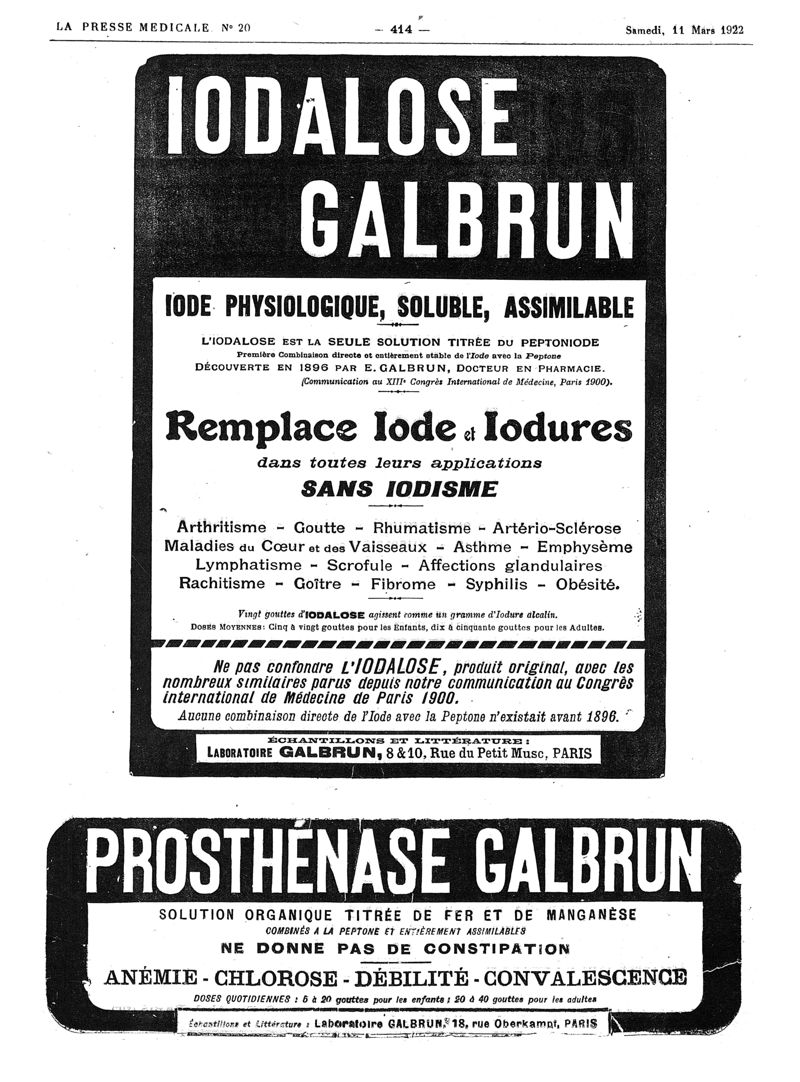 LA PRESSE MEDICALE N° 20
— 414 —
Samedi, 11 Mars 1922
IODALOSE
GALBRUN
IODE PHYSIOLOGIQUE, SOLUBLE, ASSIMILABLE
L'IODALOSE EST LA SEULE SOLUTION TITRÉE DU PEPTONIODE
Première Combinaison directe et entièrement stable de l'Iode avec la Peptone
DÉCOUVERTE EN 1896 PAR E. GALBRUN, DOCTEUR EN PHARMACIE.
(Communication au XIIIe Congrès International de Médecine, Paris 1900).
Remplace Iode et Iodures
dans toutes leurs applications
SANS IODISME
Arthritisme - Goutte - Rhumatisme - Artério-Sclérose
Maladies du Cœur et des Vaisseaux - Asthme - Emphysème
Lymphatisme - Scrofule - Affections glandulaires
Rachitisme - Goître - Fibrome - Syphilis - Obésité.
Vingt gouttes d'IODALOSE agissent comme un gramme d'Iodure alcalin.
DOSES MOYENNES: Cinq à vingt gouttes pour les Enfants, dix à cinquante gouttes pour les Adultes.
Ne pas confondre L'IODALOSE, produit original, avec les
nombreux similaires parus depuis notre communication au Congrès
international de Médecine de Paris 1900.
Aucune combinaison directe de l'Iode avec la Peptone n'existait avant 1896.
ÉCHANTILLONS ET LITTÉRATURE:
LABORATOIRE GALBRUN, 8 & 10, Rue du Petit Musc, PARIS
PROSTHÉNASE GALBRUN
SOLUTION ORGANIQUE TITRÉE DE FER ET DE MANGANÈSE
COMBINÉS A LA PEPTONE ET ENTIÈREMENT ASSIMILABLES
NE DONNE PAS DE CONSTIPATION
ANÉMIE - CHLOROSE - DÉBILITÉ - CONVALESCENCE
DOSES QUOTIDIENNES : 5 à 20 gouttes pour les enfants : 20 à 40 gouttes pour les adultes
Échantillons et Littérature : Laboratoire GALBRUN, 18, rue Oberkampf, PARIS